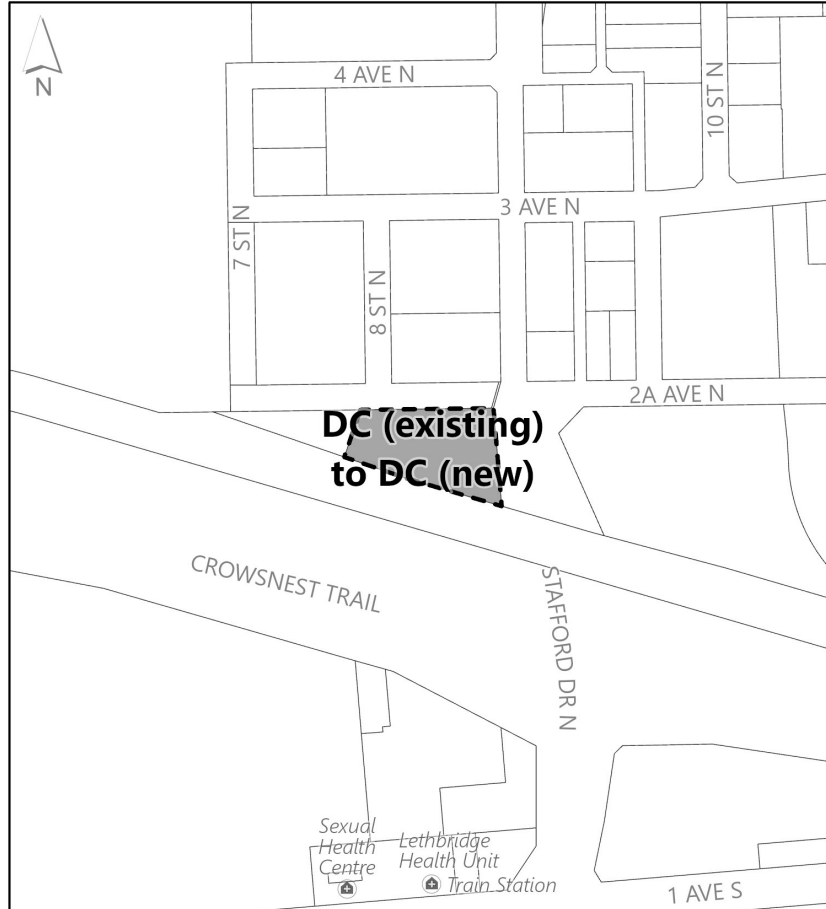 N
4 AVE N
10 ST N
3 AVE N
7 ST N
8 ST N
2A AVE N
DC (existing)
to DC (new)
CROWSNEST TRAIL
STAFFORD DR N
Sexual
Health
Centre
Lethbridge
Health Unit
Train Station
1 AVE S